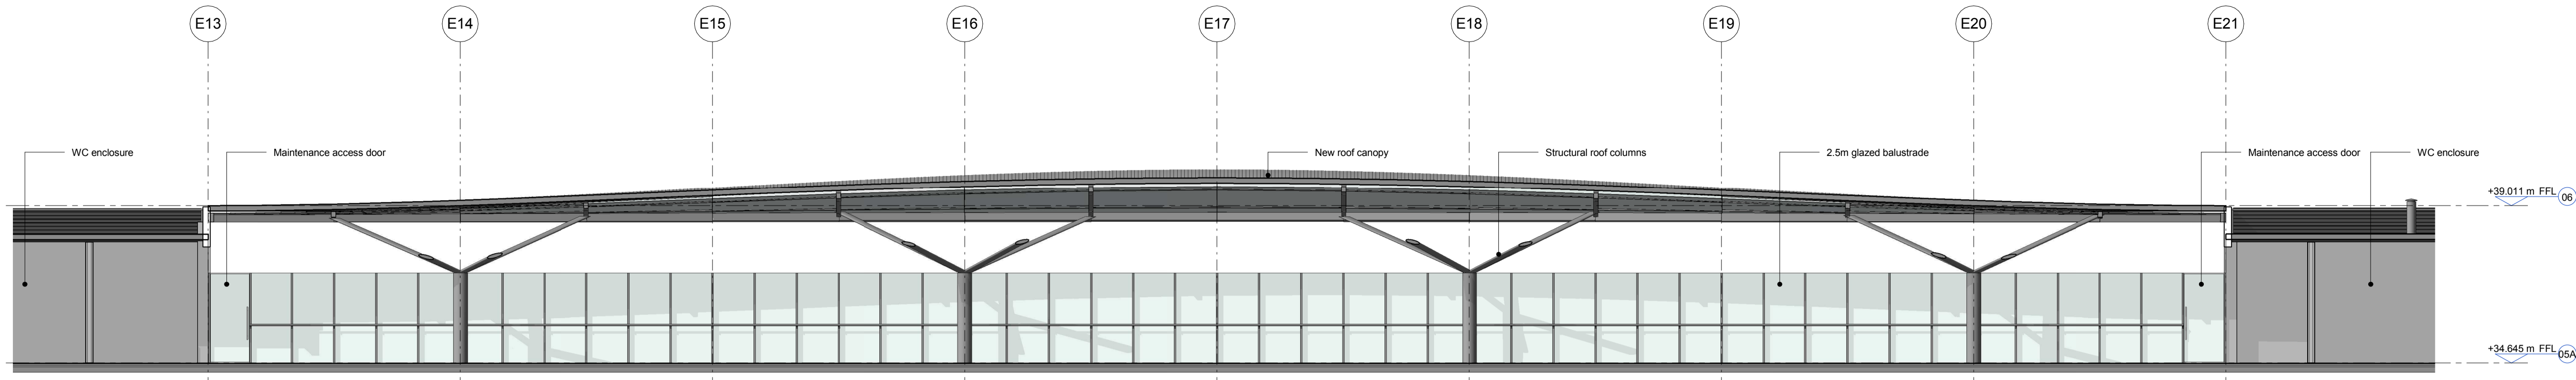 E13
E14
E15
E16
E17
E18
E19
E20
E21
WC enclosure
Maintenance access door
New roof canopy
Structural roof columns
2.5m glazed balustrade
Maintenance access door
WC enclosure
+39.011 m FFL
06
+34.645 m FFL
05A